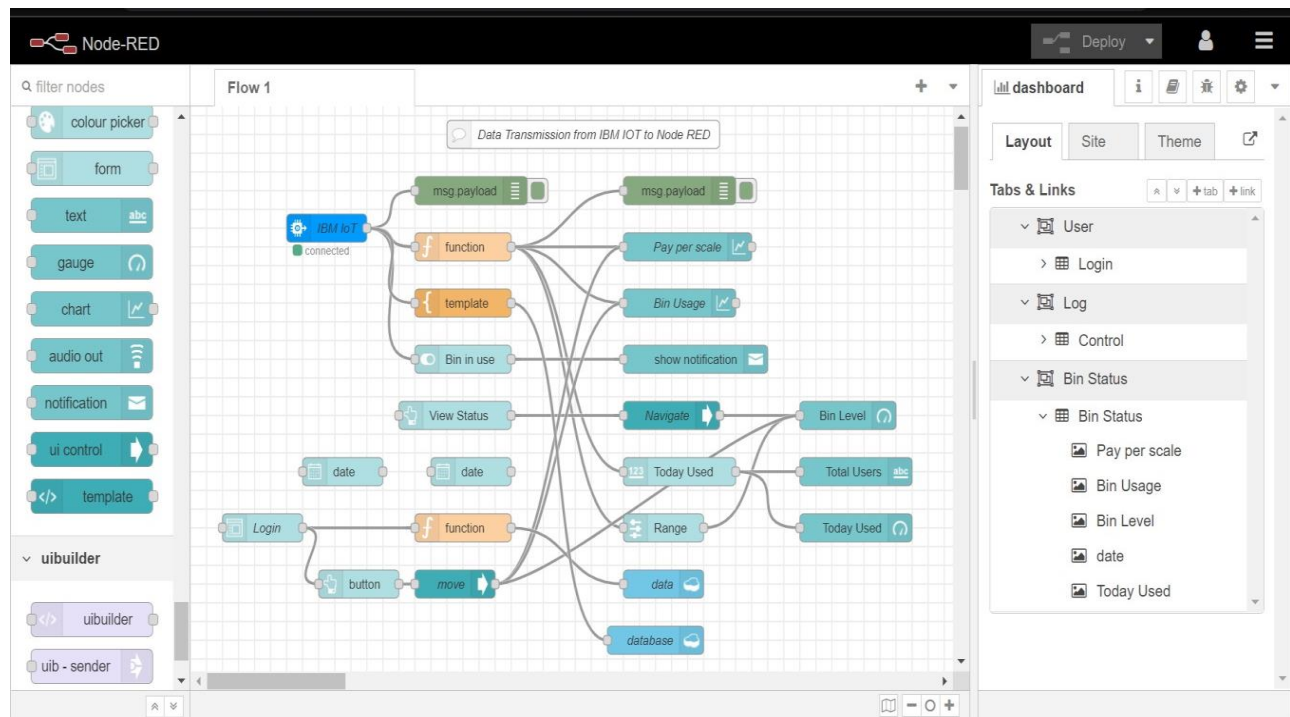 Node-RED
Deploy
filter nodes
colour picker
form
text
abc
gauge
chart
audio out
notification
ui control
template
uibuilder
uibuilder
uib - sender
Flow 1
Data Transmission from IBM IOT to Node RED
msg.payload
msg.payload
IBM IoT
connected
function
Pay per scale
template
Bin Usage
Bin in use
show notification
View Status
Navigate
Bin Level
date
date
123
Today Used
Total Users
abc
Login
function
Range
Today Used
button
move
data
database
dashboard
i
Layout
Site
Theme
Tabs & Links
+tab
+link
User
Login
Log
Control
Bin Status
Bin Status
Pay per scale
Bin Usage
Bin Level
date
Today Used